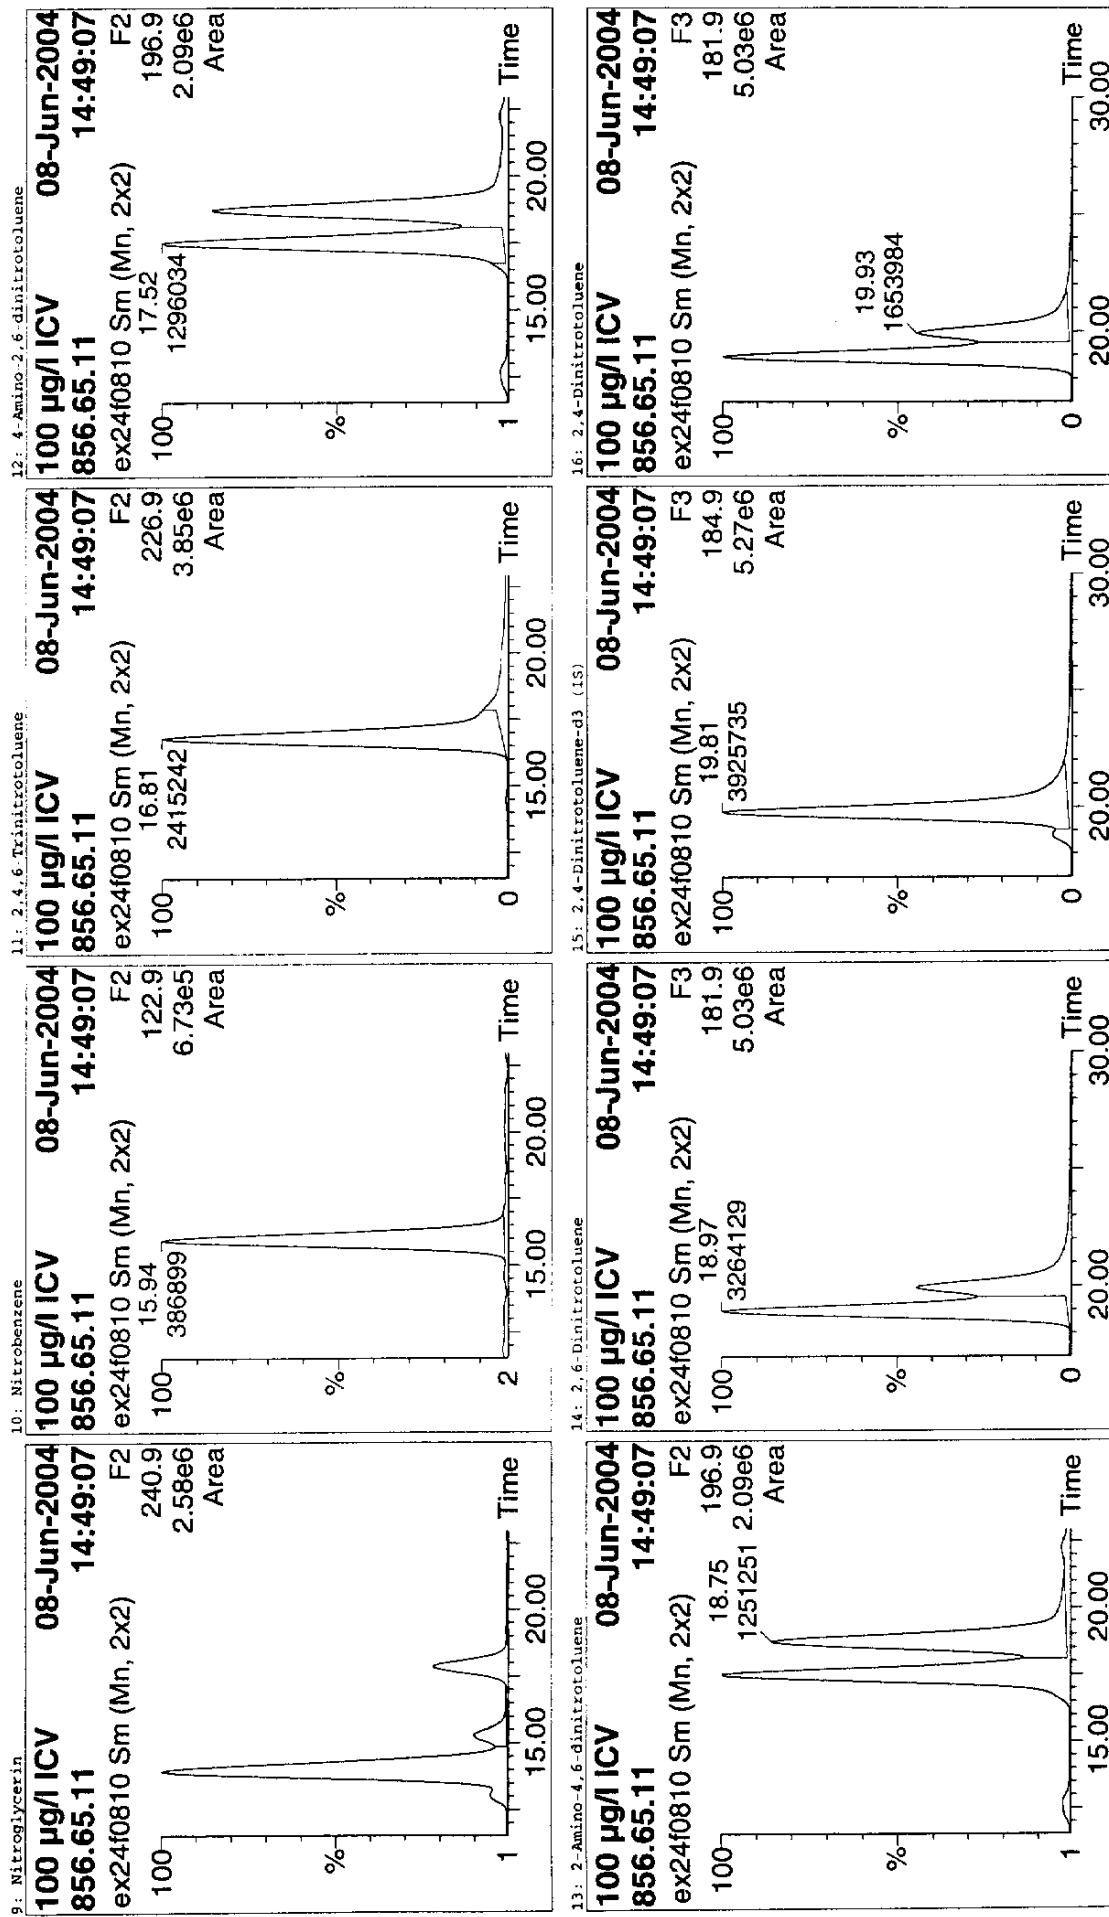 9: Nitroglycerin
100 µg/l ICV 08-Jun-2004
856.65.11 14:49:07
ex24f0810 Sm (Mn, 2x2) F2
240.9
2.58e6
Area
100
%
1
15.00 20.00 Time
10: Nitrobenzene
100 µg/l ICV 08-Jun-2004
856.65.11 14:49:07
ex24f0810 Sm (Mn, 2x2) F2
15.94 122.9
386899 6.73e5
Area
100
%
2
15.00 20.00 Time
11: 2,4,6-Trinitrotoluene
100 µg/l ICV 08-Jun-2004
856.65.11 14:49:07
ex24f0810 Sm (Mn, 2x2) F2
16.81 226.9
2415242 3.85e6
Area
100
%
0
15.00 20.00 Time
12: 4-Amino-2,6-dinitrotoluene
100 µg/l ICV 08-Jun-2004
856.65.11 14:49:07
ex24f0810 Sm (Mn, 2x2) F2
17.52 196.9
1296034 2.09e6
Area
100
%
1
15.00 20.00 Time
13: 2-Amino-4,6-dinitrotoluene
100 µg/l ICV 08-Jun-2004
856.65.11 14:49:07
ex24f0810 Sm (Mn, 2x2) F2
18.75 196.9
1251251 2.09e6
Area
100
%
1
15.00 20.00 Time
14: 2,6-Dinitrotoluene
100 µg/l ICV 08-Jun-2004
856.65.11 14:49:07
ex24f0810 Sm (Mn, 2x2) F3
18.97 181.9
3264129 5.03e6
Area
100
%
0
20.00 30.00 Time
15: 2,4-Dinitrotoluene-d3 (IS)
100 µg/l ICV 08-Jun-2004
856.65.11 14:49:07
ex24f0810 Sm (Mn, 2x2) F3
19.81 184.9
3925735 5.27e6
Area
100
%
0
20.00 30.00 Time
16: 2,4-Dinitrotoluene
100 µg/l ICV 08-Jun-2004
856.65.11 14:49:07
ex24f0810 Sm (Mn, 2x2) F3
181.9
19.93 5.03e6
1653984 Area
100
%
0
20.00 30.00 Time